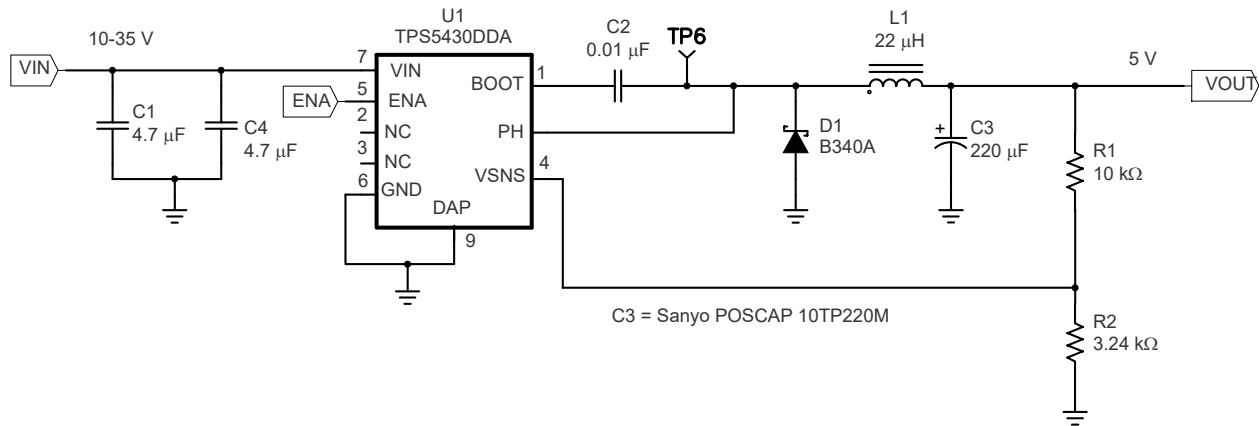 U1
TPS5430DDA
10-35 V
VIN
C1
4.7 μF
C4
4.7 μF
ENA
7
VIN
5
ENA
2
NC
3
NC
6
GND
DAP
9
BOOT
1
PH
VSNS
4
C2
0.01 μF
TP6
D1
B340A
L1
22 μH
+
C3
220 μF
5 V
VOUT
R1
10 kΩ
R2
3.24 kΩ
C3 = Sanyo POSCAP 10TP220M